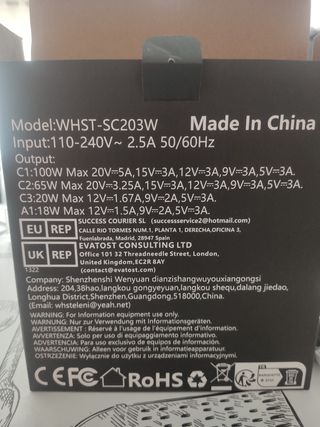 Model:WHST-SC203W Made In China
Input:110-240V~ 2.5A 50/60Hz
Output:
C1:100W Max 20V⎓5A,15V⎓3A,12V⎓3A,9V⎓3A,5V⎓3A.
C2:65W Max 20V⎓3.25A,15V⎓3A,12V⎓3A,9V⎓3A,5V⎓3A.
C3:20W Max 12V⎓1.67A,9V⎓2A,5V⎓3A.
A1:18W Max 12V⎓1.5A,9V⎓2A,5V⎓3A.
EU REP
SUCCESS COURIER SL (successservice2@hotmail.com)
CALLE RIO TORMES NUM.1, PLANTA 1, DERECHA,OFICINA 3,
Fuenlabrada, Madrid, 28947 Spain
UK REP
EVATOST CONSULTING LTD
Office 101 32 Threadneedle Street, London,
United Kingdom,EC2R 8AY
1322
(contact@evatost.com)
Company:Shenzhenshi Wenyuan dianzishangwuyouxiangongsi
Address:204,38hao,langkou gongyeyuan,langkou shequ,dalang jiedao,
Longhua District,Shenzhen,Guangdong,518000,China.
(email: whsteleni@yeah.net)
WARNING: For Information equipment use only.
WARNUNG: Nur zur Verwendung mit Informationsgeräten.
AVERTISSEMENT : Réservé à l'usage d'équipements d'information.
AVVERTENZA: Solo per uso di equipaggiamento informatico.
ADVERTENCIA: Para uso exclusivo de equipos de información.
WAARSCHUWING: Alleen voor gebruik in informatieapparatuur.
OSTRZEŻENIE: Wyłącznie do użytku z urządzeniami informacyjnymi.
CE FC RoHS